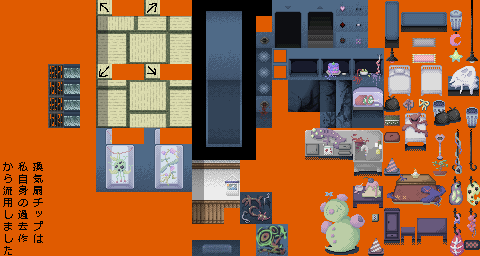 換気扇チップは
私自身の過去作
から流用しました